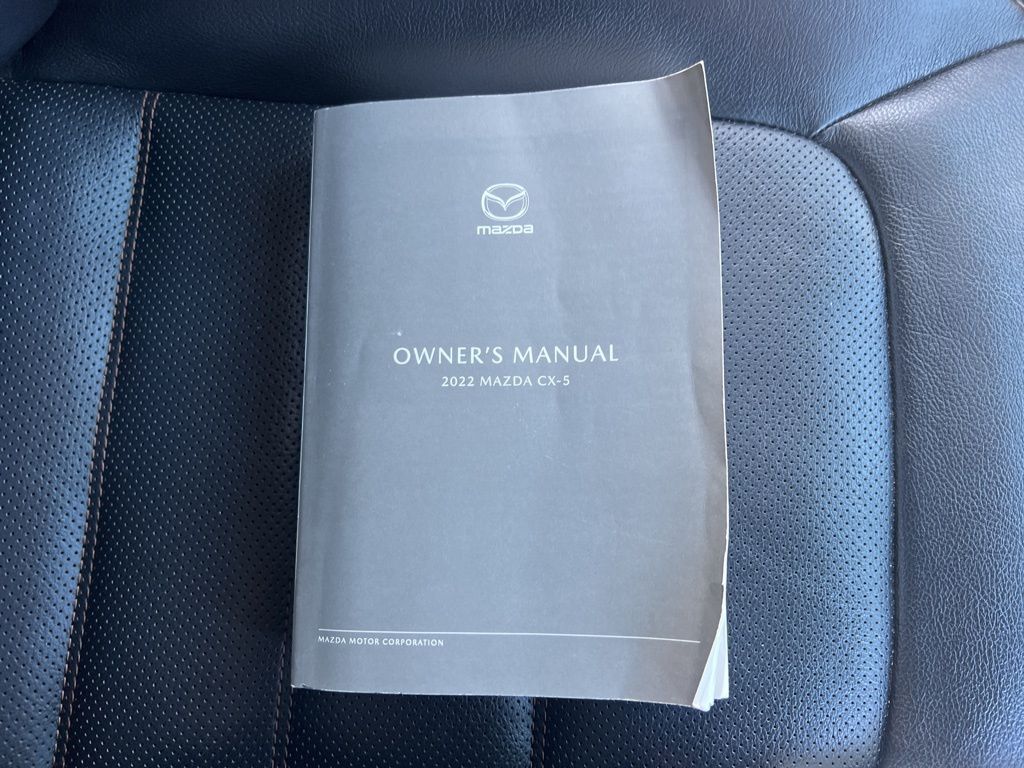 mazda
OWNER'S MANUAL
2022 MAZDA CX-5
MAZDA MOTOR CORPORATION